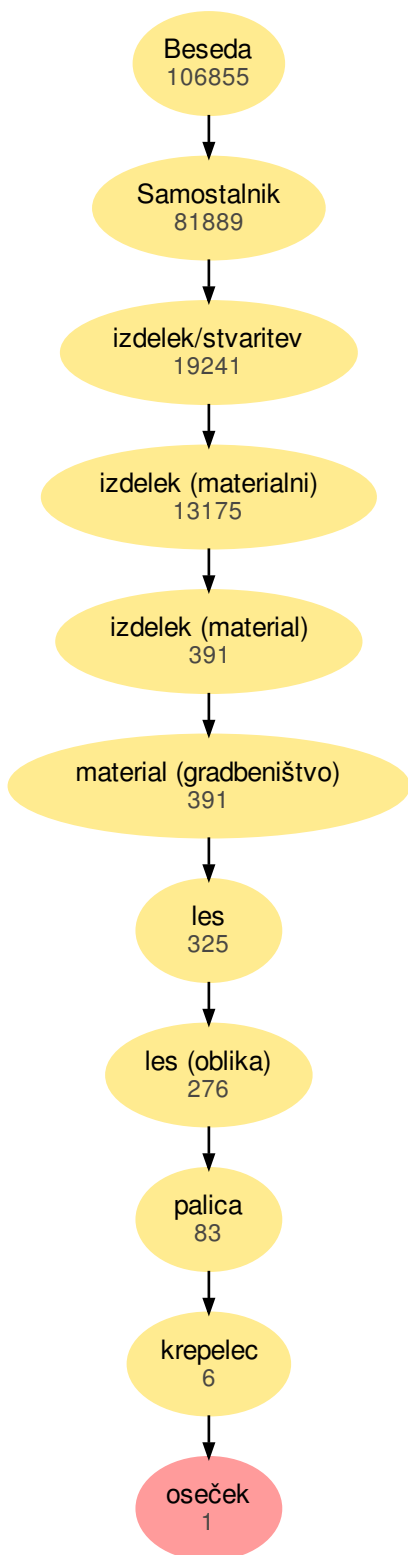 Beseda
106855
Samostalnik
81889
izdelek/stvaritev
19241
izdelek (materialni)
13175
izdelek (material)
391
material (gradbeništvo)
391
les
325
les (oblika)
276
palica
83
krepelec
6
oseček
1